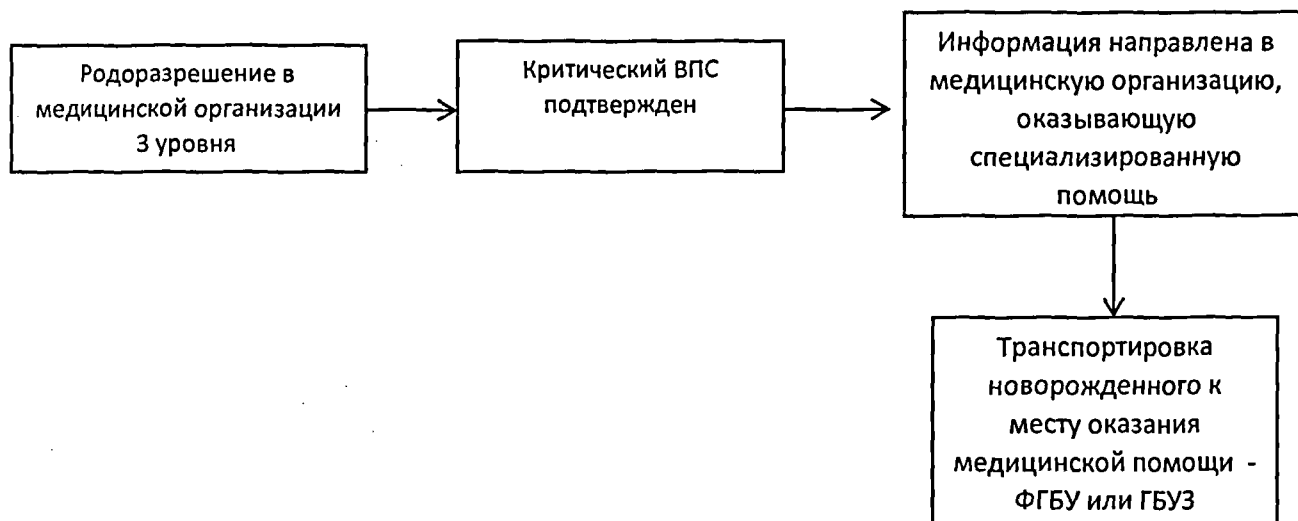 Родоразрешение в
медицинской организации
3 уровня
Критический ВПС
подтвержден
Информация направлена в
медицинскую организацию,
оказывающую
специализированную
помощь
Транспортировка
новорожденного к
месту оказания
медицинской помощи -
ФГБУ или ГБУЗ